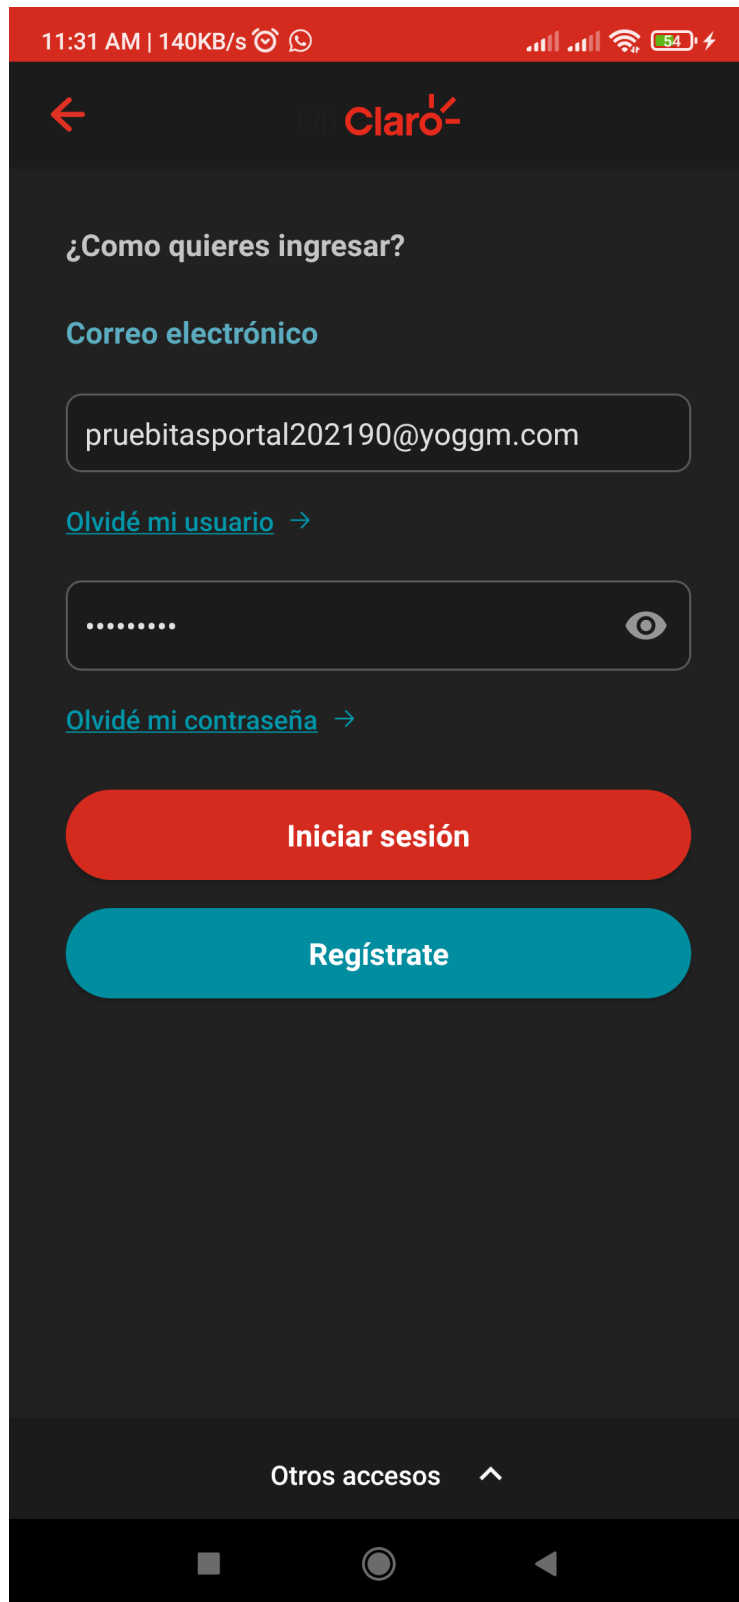 11:31 AM | 140KB/s
54
Mi Claro
¿Como quieres ingresar?
Correo electrónico
pruebitasportal202190@yoggm.com
Olvidé mi usuario →
•••••••••
Olvidé mi contraseña →
Iniciar sesión
Regístrate
Otros accesos